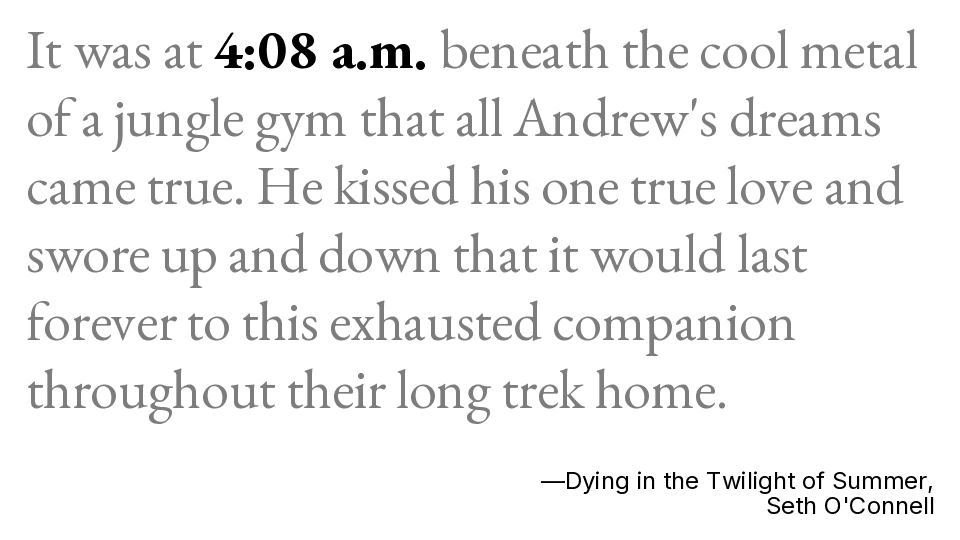 It was at 4:08 a.m. beneath the cool metal
of a jungle gym that all Andrew's dreams
came true. He kissed his one true love and
swore up and down that it would last
forever to this exhausted companion
throughout their long trek home.
—Dying in the Twilight of Summer,
Seth O'Connell